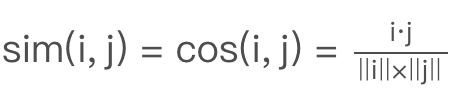 sim(i, j) = cos(i, j) = i·j / ||i||×||j||